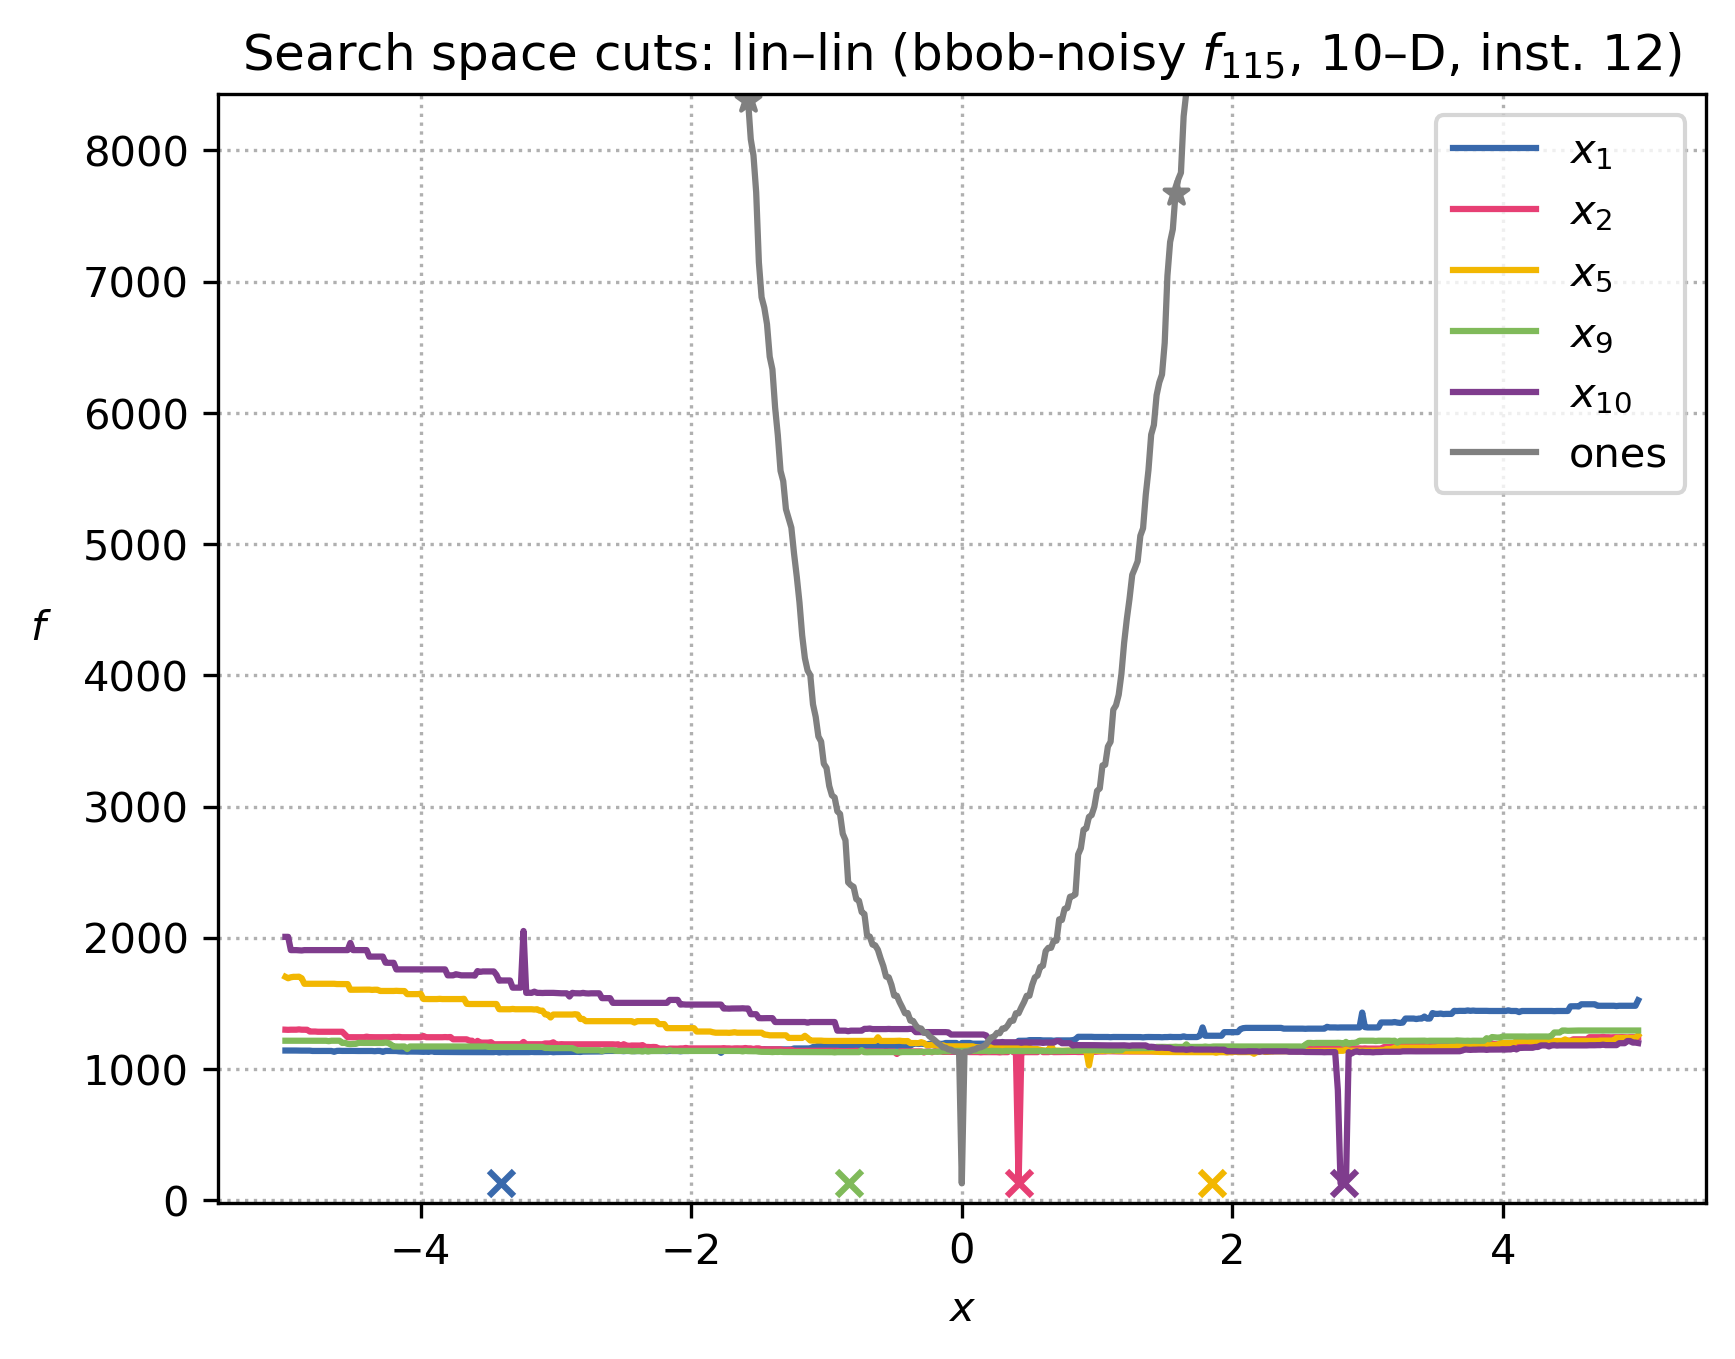 Search space cuts: lin–lin (bbob-noisy f₁₁₅, 10–D, inst. 12)
8000
7000
6000
5000
4000
3000
2000
1000
0
f
−4
−2
0
2
4
x
x₁
x₂
x₅
x₉
x₁₀
ones